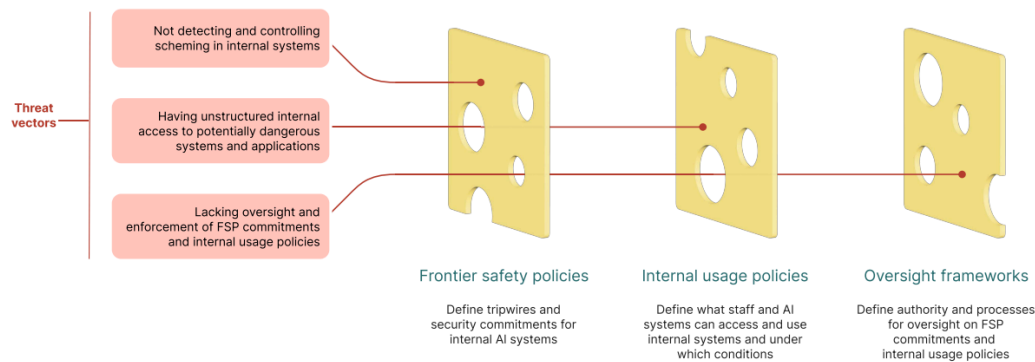 Threat
vectors
Not detecting and controlling
scheming in internal systems
Having unstructured internal
access to potentially dangerous
systems and applications
Lacking oversight and
enforcement of FSP commitments
and internal usage policies
Frontier safety policies
Define tripwires and
security commitments for
internal AI systems
Internal usage policies
Define what staff and AI
systems can access and use
internal systems and under
which conditions
Oversight frameworks
Define authority and processes
for oversight on FSP
commitments and
internal usage policies